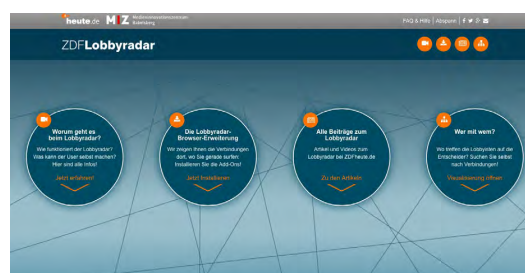 heute.de MIZ Medieninnovationszentrum Babelsberg
FAQ & Hilfe | Abspann |
ZDFLobbyradar
Worum geht es
beim Lobbyradar?
Wie funktioniert der Lobbyradar?
Was kann der User selbst machen?
Hier sind alle Infos!
Jetzt erfahren!
Die Lobbyradar-
Browser-Erweiterung
Wir zeigen Ihnen die Verbindungen
dort, wo Sie gerade surfen:
Installieren Sie die Add-Ons!
Jetzt Installieren
Alle Beiträge zum
Lobbyradar
Artikel und Videos zum
Lobbyradar bei ZDFheute.de
Zu den Artikeln
Wer mit wem?
Wo treffen die Lobbyisten auf die
Entscheider? Suchen Sie selbst
nach Verbindungen!
Visualisierung öffnen